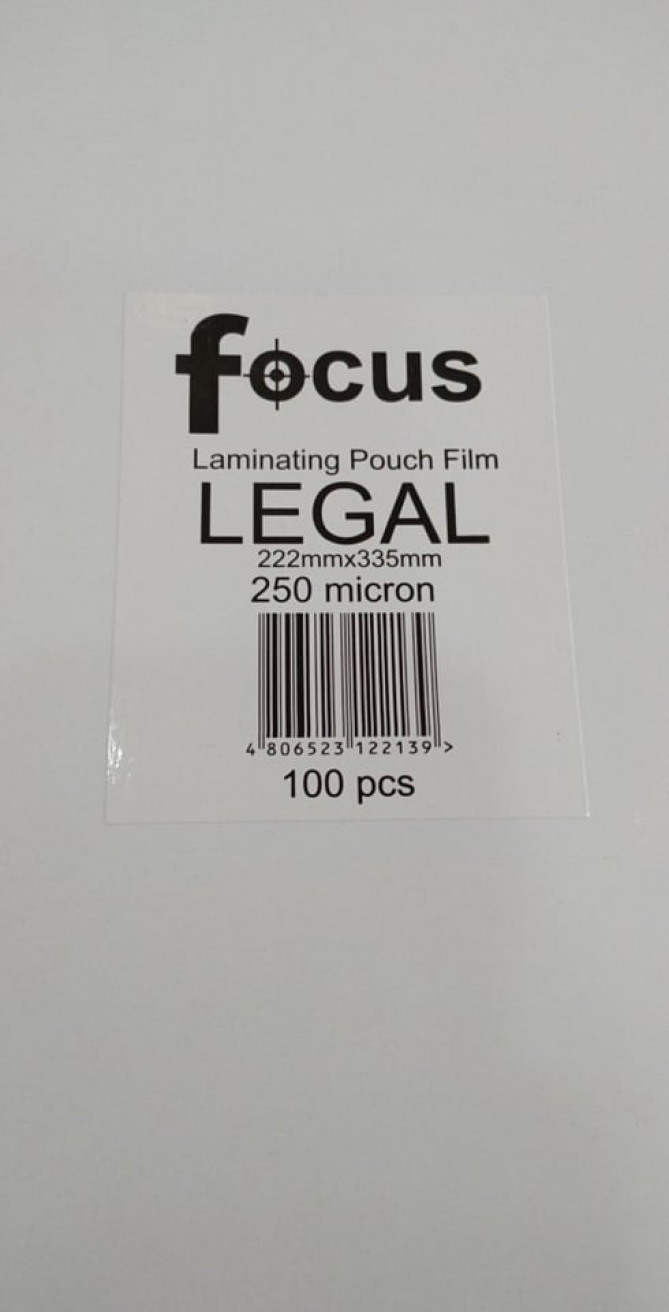 focus
Laminating Pouch Film
LEGAL
222mmx335mm
250 micron
4 806523 122139 >
100 pcs